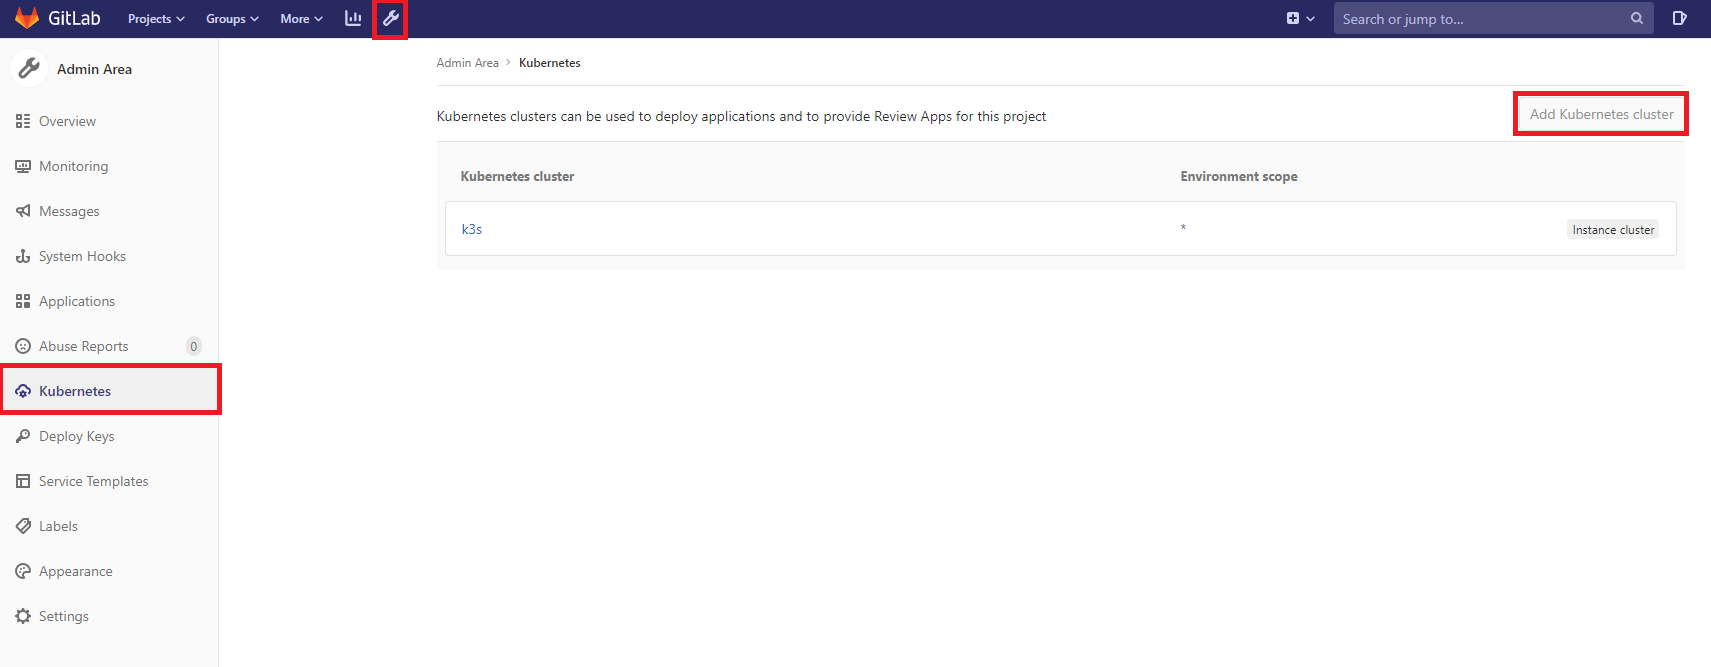 GitLab Projects Groups More Search or jump to...
Admin Area
Overview
Monitoring
Messages
System Hooks
Applications
Abuse Reports 0
Kubernetes
Deploy Keys
Service Templates
Labels
Appearance
Settings
Admin Area > Kubernetes
Kubernetes clusters can be used to deploy applications and to provide Review Apps for this project
Add Kubernetes cluster
Kubernetes cluster Environment scope
k3s * Instance cluster